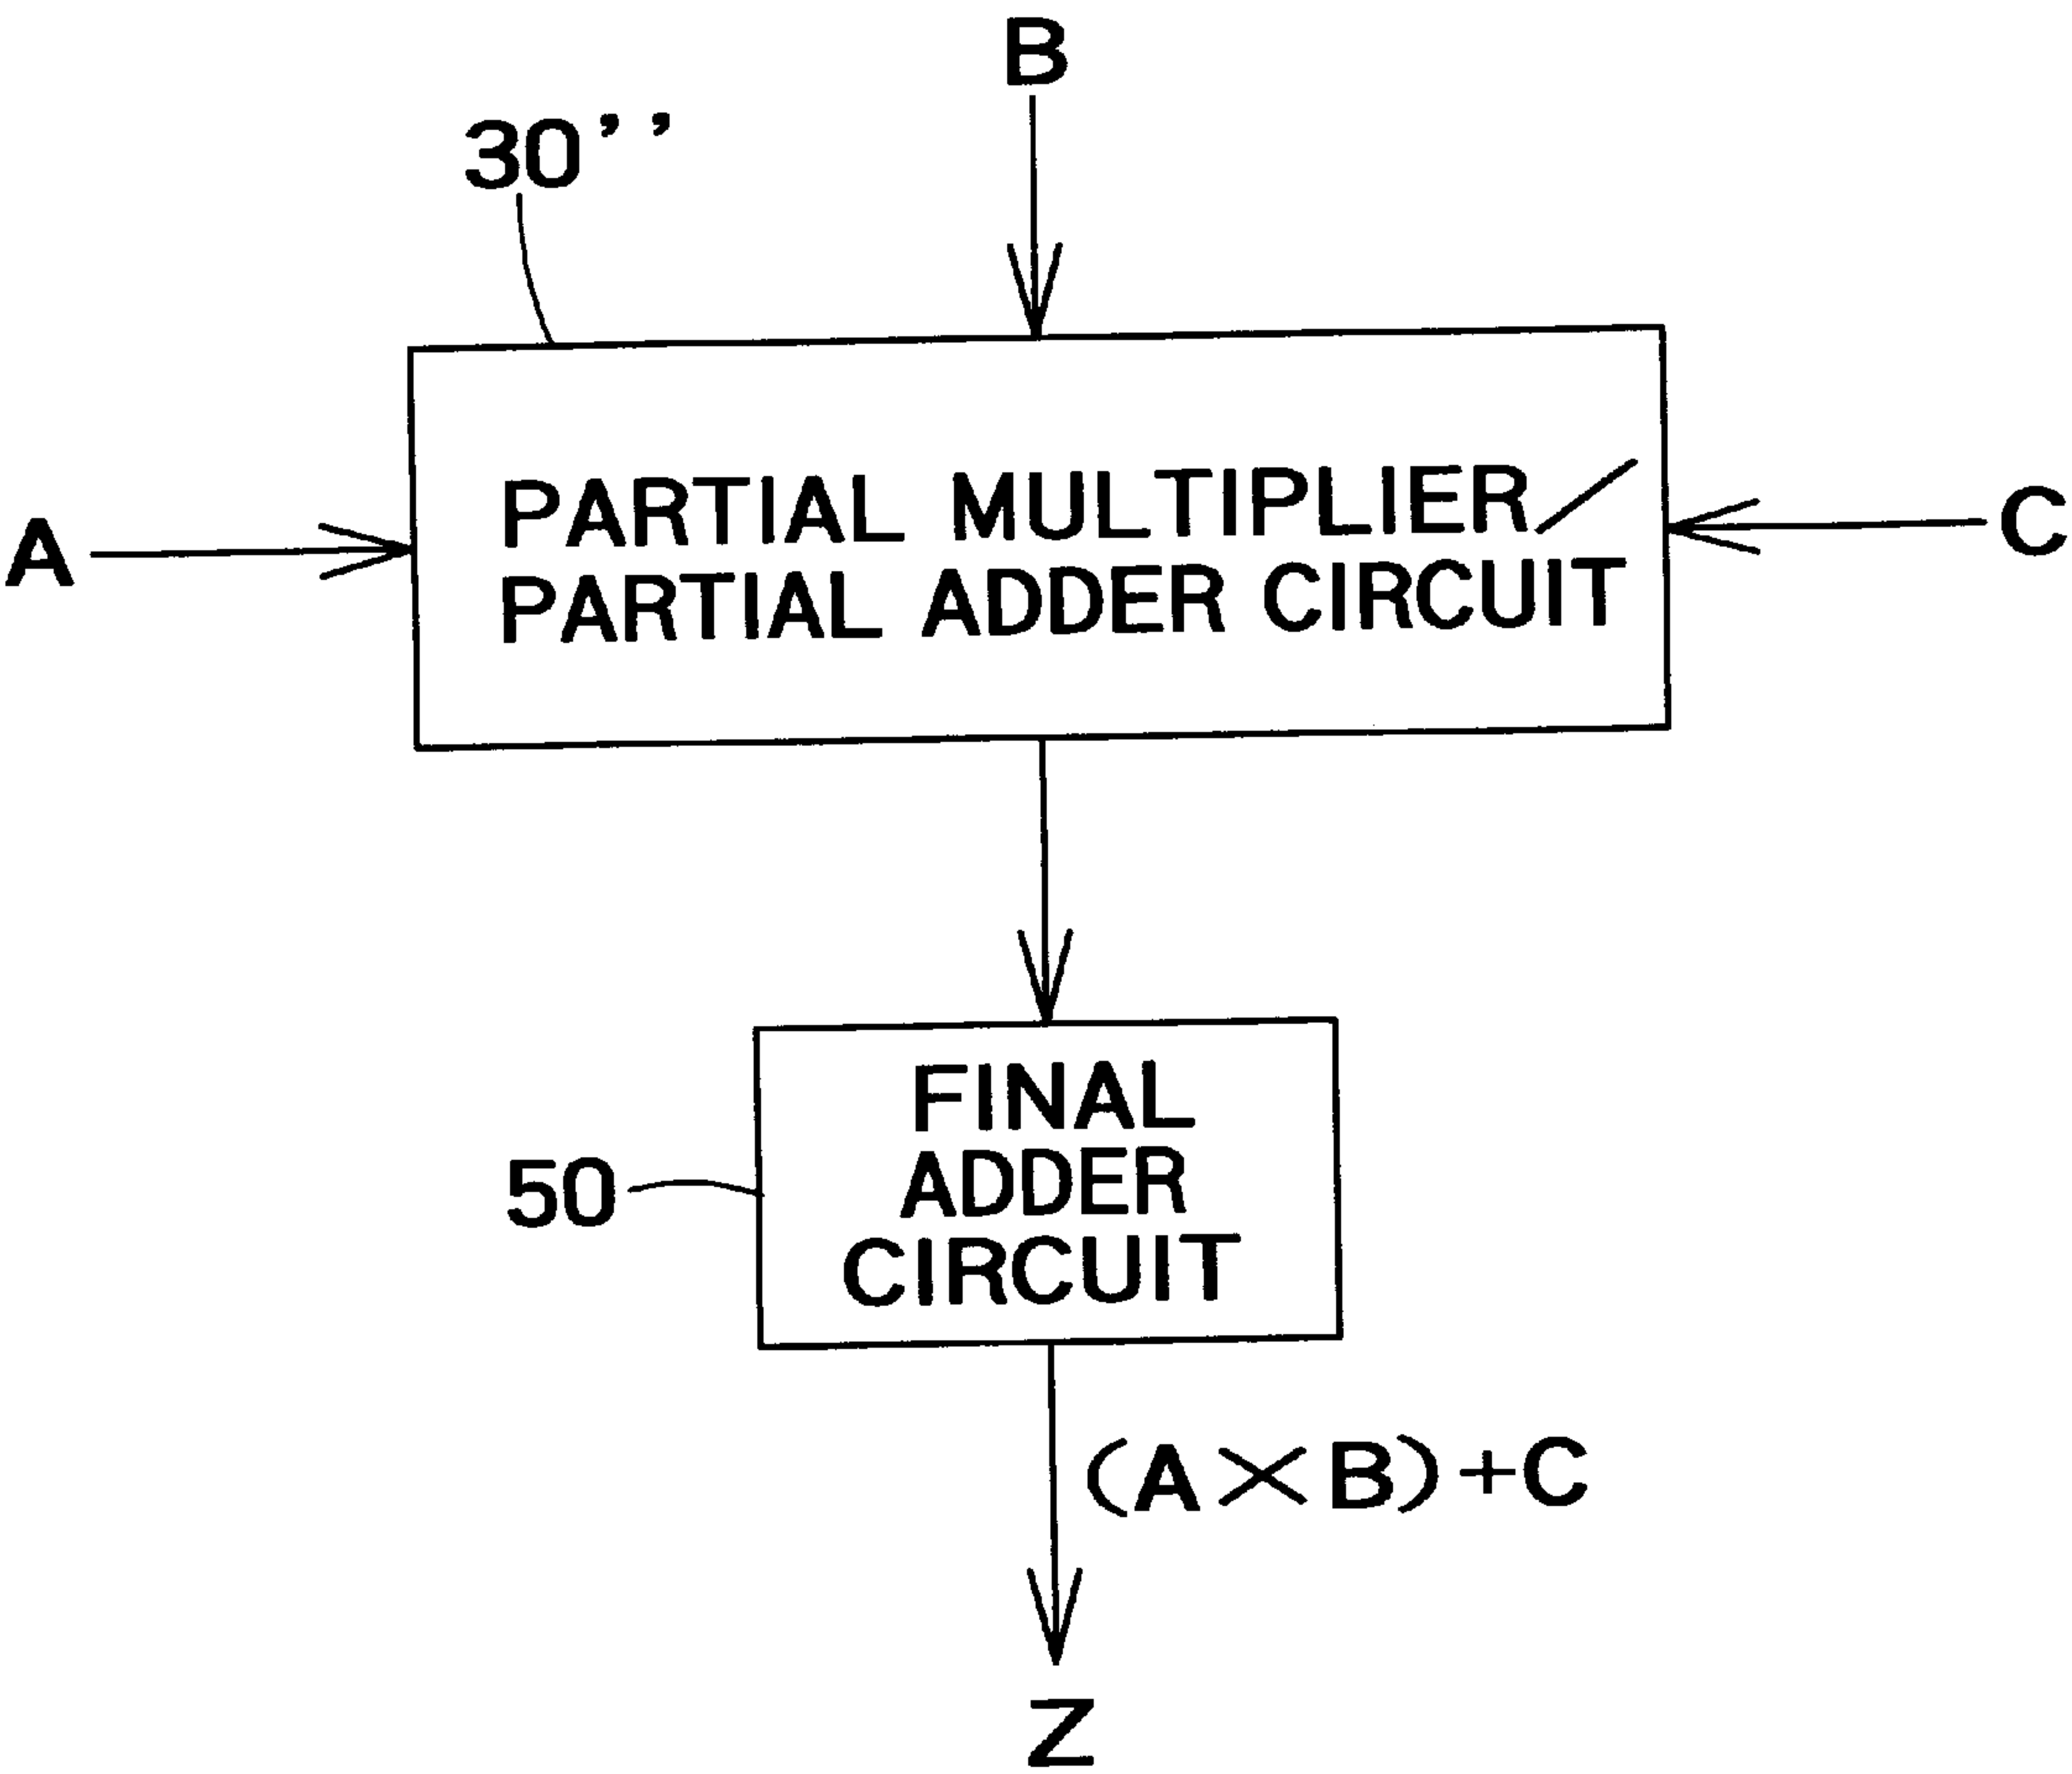 B
30''
PARTIAL MULTIPLIER/
PARTIAL ADDER CIRCUIT
A
C
FINAL
ADDER
CIRCUIT
50
(A×B)+C
Z